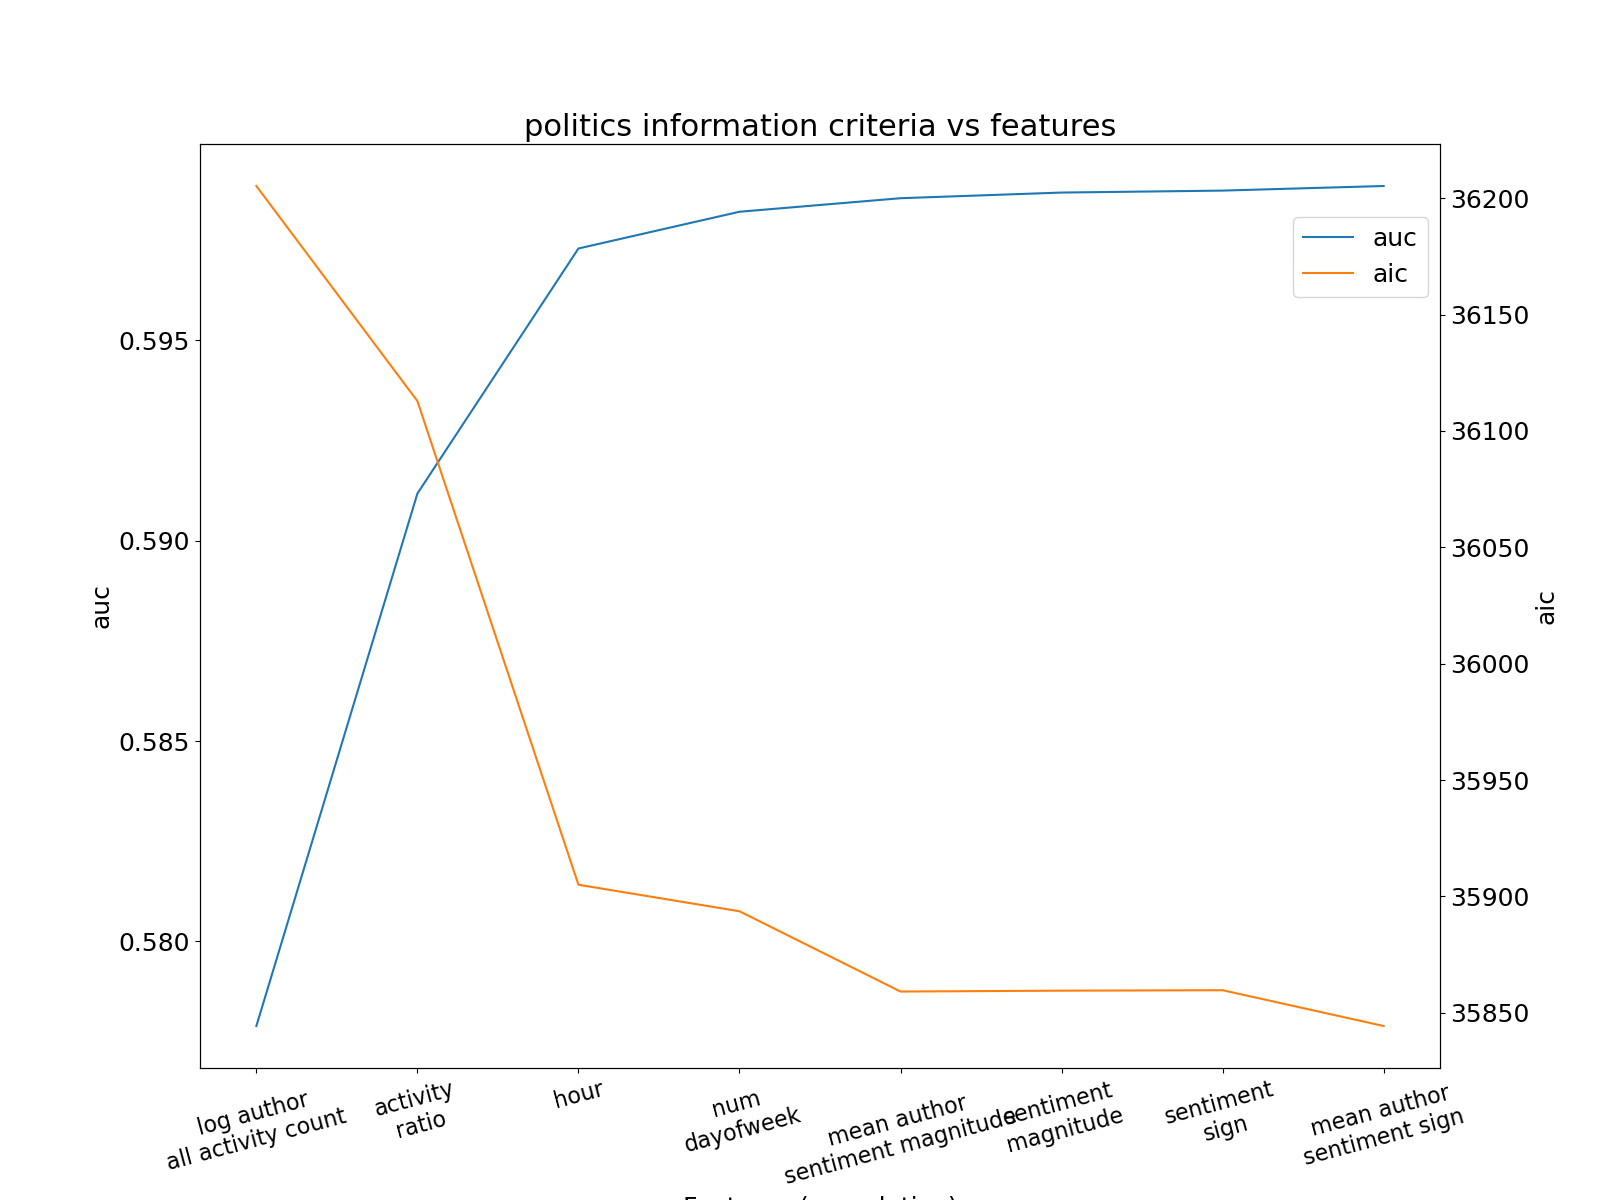 politics information criteria vs features
auc
aic
0.595
0.590
0.585
0.580
auc
36200
36150
36100
36050
36000
35950
35900
35850
aic
log author
all activity count
activity
ratio
hour
num
dayofweek
mean author
sentiment magnitude
sentiment
magnitude
sentiment
sign
mean author
sentiment sign